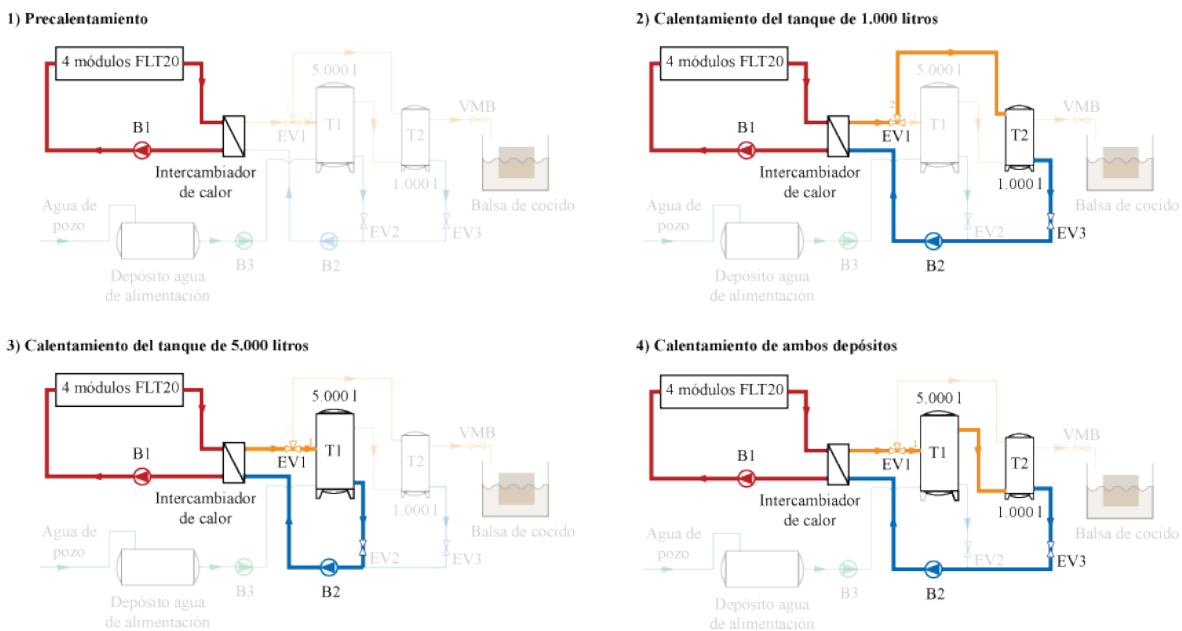 1) Precalentamiento
4 módulos FLT20
5.000 l
B1
EV1
2
T1
T2
VMB
Intercambiador
de calor
1.000 l
Balsa de cocido
Agua de
pozo
EV2
EV3
B3
B2
Depósito agua
de alimentación
2) Calentamiento del tanque de 1.000 litros
4 módulos FLT20
5.000 l
B1
2
EV1
T1
T2
VMB
Intercambiador
de calor
1.000 l
Balsa de cocido
Agua de
pozo
EV2
EV3
B3
B2
Depósito agua
de alimentación
3) Calentamiento del tanque de 5.000 litros
4 módulos FLT20
5.000 l
B1
1
EV1
T1
T2
VMB
Intercambiador
de calor
1.000 l
Balsa de cocido
Agua de
pozo
EV2
EV3
B3
B2
Depósito agua
de alimentación
4) Calentamiento de ambos depósitos
4 módulos FLT20
5.000 l
B1
1
EV1
T1
T2
VMB
Intercambiador
de calor
1.000 l
Balsa de cocido
Agua de
pozo
EV2
EV3
B3
B2
Depósito agua
de alimentación